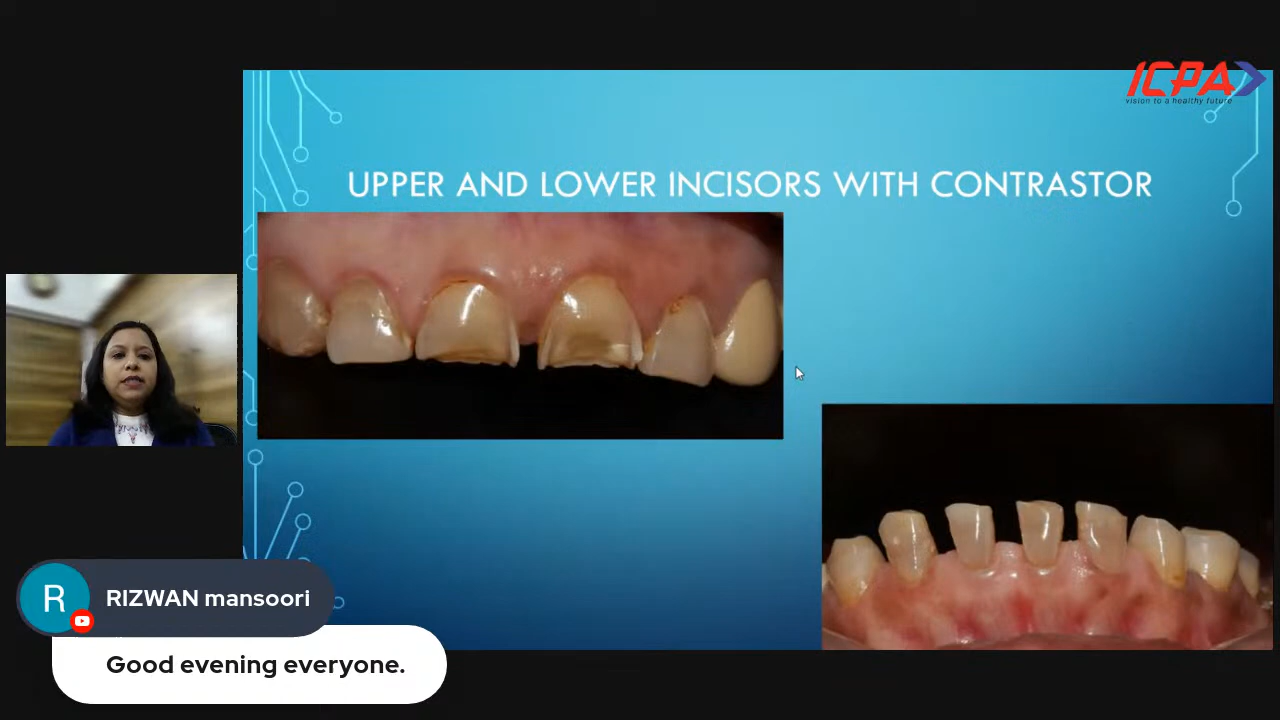 ICPA
vision to a healthy future
UPPER AND LOWER INCISORS WITH CONTRASTOR
R
RIZWAN mansoori
Good evening everyone.